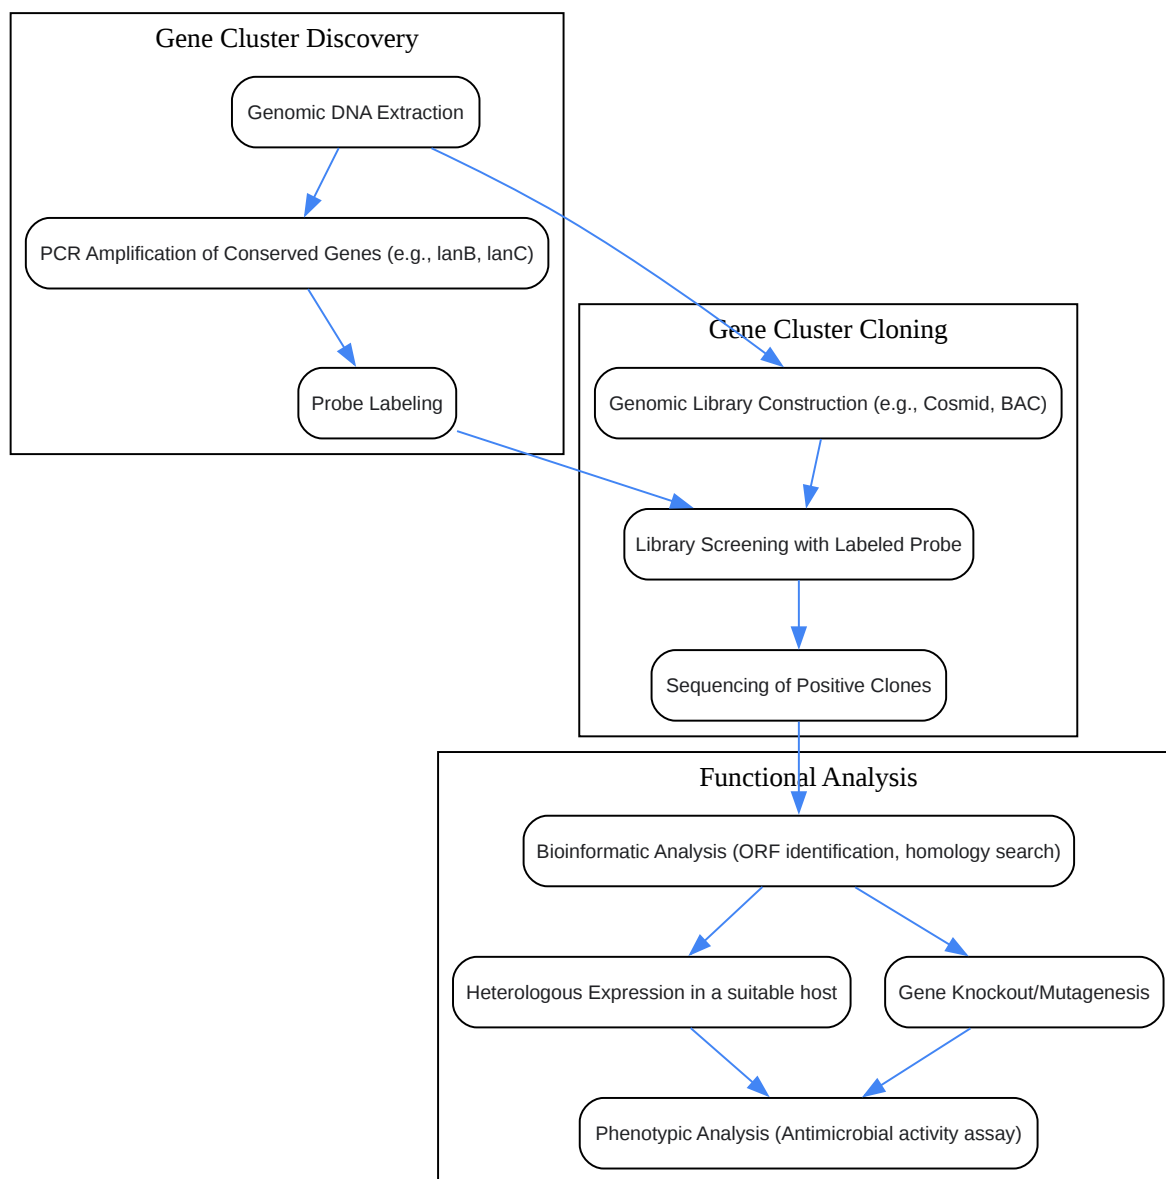 Gene Cluster Discovery
Genomic DNA Extraction
PCR Amplification of Conserved Genes (e.g., lanB, lanC)
Probe Labeling
Gene Cluster Cloning
Genomic Library Construction (e.g., Cosmid, BAC)
Library Screening with Labeled Probe
Sequencing of Positive Clones
Functional Analysis
Bioinformatic Analysis (ORF identification, homology search)
Heterologous Expression in a suitable host
Gene Knockout/Mutagenesis
Phenotypic Analysis (Antimicrobial activity assay)